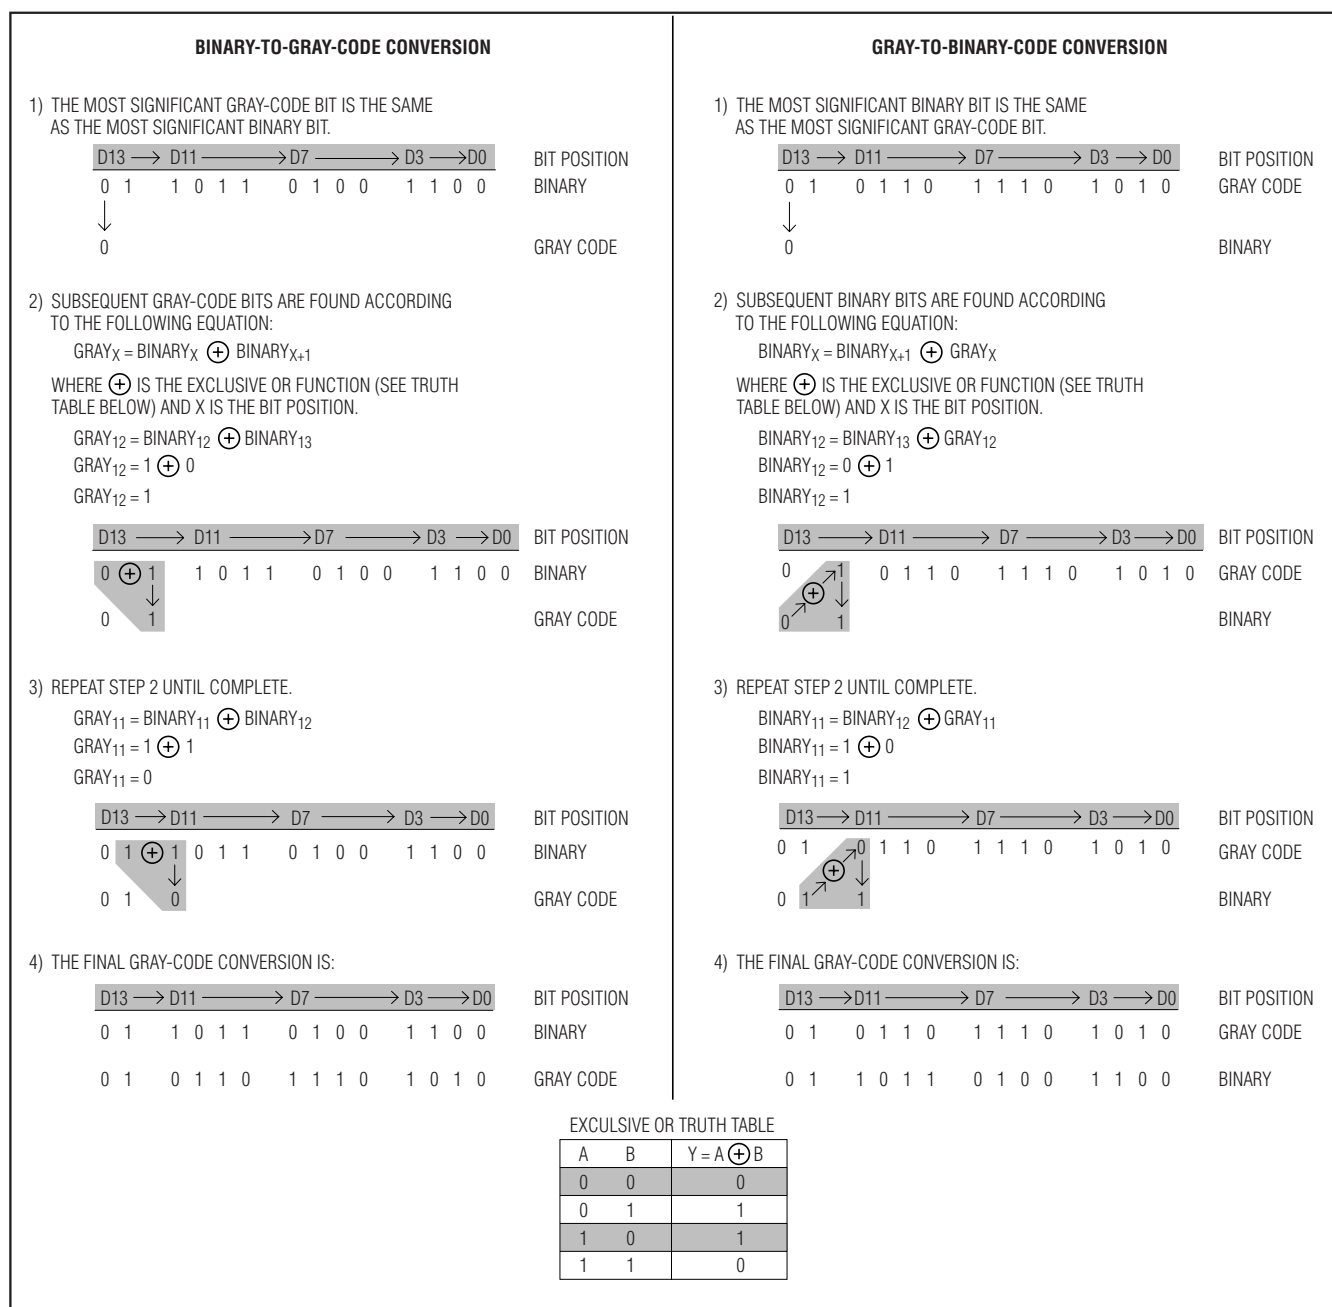 BINARY-TO-GRAY-CODE CONVERSION
1) THE MOST SIGNIFICANT GRAY-CODE BIT IS THE SAME
AS THE MOST SIGNIFICANT BINARY BIT.
D13 → D11 → D7 → D3 → D0 BIT POSITION
0 1 1 0 1 1 0 1 0 0 1 1 0 0 BINARY
0 GRAY CODE
2) SUBSEQUENT GRAY-CODE BITS ARE FOUND ACCORDING
TO THE FOLLOWING EQUATION:
GRAYX = BINARYX ⊕ BINARYX+1
WHERE ⊕ IS THE EXCLUSIVE OR FUNCTION (SEE TRUTH
TABLE BELOW) AND X IS THE BIT POSITION.
GRAY12 = BINARY12 ⊕ BINARY13
GRAY12 = 1 ⊕ 0
GRAY12 = 1
D13 → D11 → D7 → D3 → D0 BIT POSITION
0 ⊕ 1 1 0 1 1 0 1 0 0 1 1 0 0 BINARY
0 1 GRAY CODE
3) REPEAT STEP 2 UNTIL COMPLETE.
GRAY11 = BINARY11 ⊕ BINARY12
GRAY11 = 1 ⊕ 1
GRAY11 = 0
D13 → D11 → D7 → D3 → D0 BIT POSITION
0 1 ⊕ 1 0 1 1 0 1 0 0 1 1 0 0 BINARY
0 1 0 GRAY CODE
4) THE FINAL GRAY-CODE CONVERSION IS:
D13 → D11 → D7 → D3 → D0 BIT POSITION
0 1 1 0 1 1 0 1 0 0 1 1 0 0 BINARY
0 1 0 1 1 0 1 1 1 0 1 0 1 0 GRAY CODE
GRAY-TO-BINARY-CODE CONVERSION
1) THE MOST SIGNIFICANT BINARY BIT IS THE SAME
AS THE MOST SIGNIFICANT GRAY-CODE BIT.
D13 → D11 → D7 → D3 → D0 BIT POSITION
0 1 0 1 1 0 1 1 1 0 1 0 1 0 GRAY CODE
0 BINARY
2) SUBSEQUENT BINARY BITS ARE FOUND ACCORDING
TO THE FOLLOWING EQUATION:
BINARYX = BINARYX+1 ⊕ GRAYX
WHERE ⊕ IS THE EXCLUSIVE OR FUNCTION (SEE TRUTH
TABLE BELOW) AND X IS THE BIT POSITION.
BINARY12 = BINARY13 ⊕ GRAY12
BINARY12 = 0 ⊕ 1
BINARY12 = 1
D13 → D11 → D7 → D3 → D0 BIT POSITION
0 1 0 1 1 0 1 1 1 0 1 0 1 0 GRAY CODE
⊕
0 1 BINARY
3) REPEAT STEP 2 UNTIL COMPLETE.
BINARY11 = BINARY12 ⊕ GRAY11
BINARY11 = 1 ⊕ 0
BINARY11 = 1
D13 → D11 → D7 → D3 → D0 BIT POSITION
0 1 0 1 1 0 1 1 1 0 1 0 1 0 GRAY CODE
⊕
0 1 1 BINARY
4) THE FINAL GRAY-CODE CONVERSION IS:
D13 → D11 → D7 → D3 → D0 BIT POSITION
0 1 0 1 1 0 1 1 1 0 1 0 1 0 GRAY CODE
0 1 1 0 1 1 0 1 0 0 1 1 0 0 BINARY
EXCULSIVE OR TRUTH TABLE
A B Y = A ⊕ B
0 0 0
0 1 1
1 0 1
1 1 0